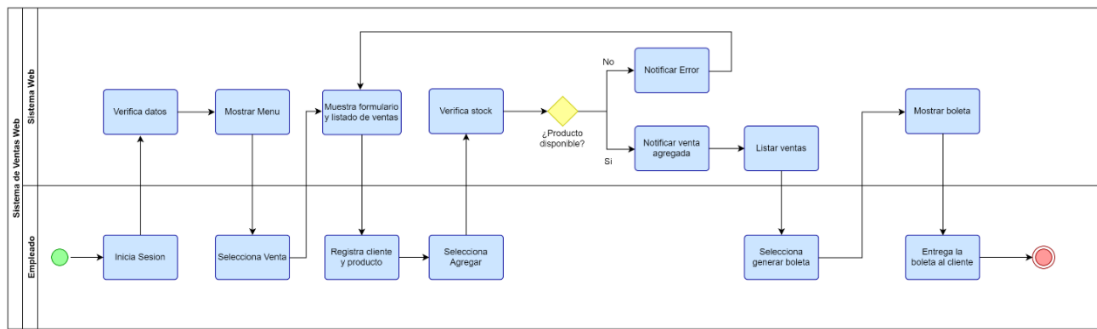 Sistema de Ventas Web
Sistema Web
Empleado
No
Notificar Error
Verifica datos
Mostrar Menu
Muestra formulario
y listado de ventas
Verifica stock
¿Producto
disponible?
Si
Notificar venta
agregada
Listar ventas
Mostrar boleta
Inicia Sesion
Selecciona Venta
Registra cliente
y producto
Selecciona
Agregar
Selecciona
generar boleta
Entrega la
boleta al cliente